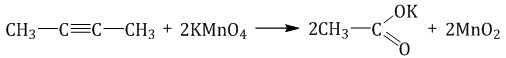 CH₃—C≡C—CH₃ + 2KMnO₄ ⟶ 2CH₃—C(OK)(=O) + 2MnO₂